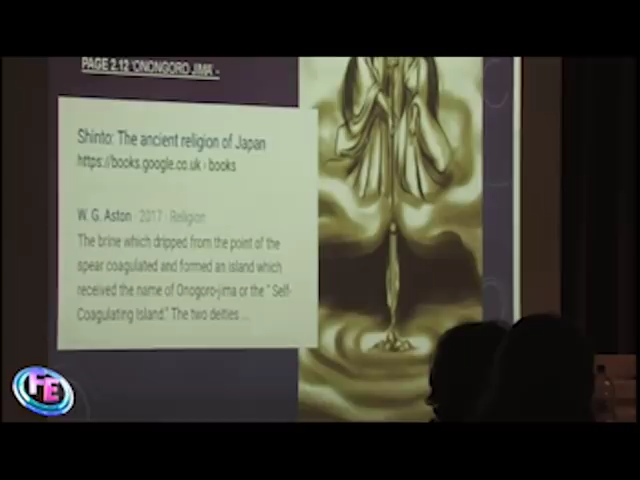 PAGE 2.12 'ONONGORO JIMA' -
Shinto: The ancient religion of Japan
https://books.google.co.uk › books
W. G. Aston · 2017 · Religion
The brine which dripped from the point of the
spear coagulated and formed an island which
received the name of Onogoro-jima or the " Self-
Coagulating Island." The two deities ...
FE